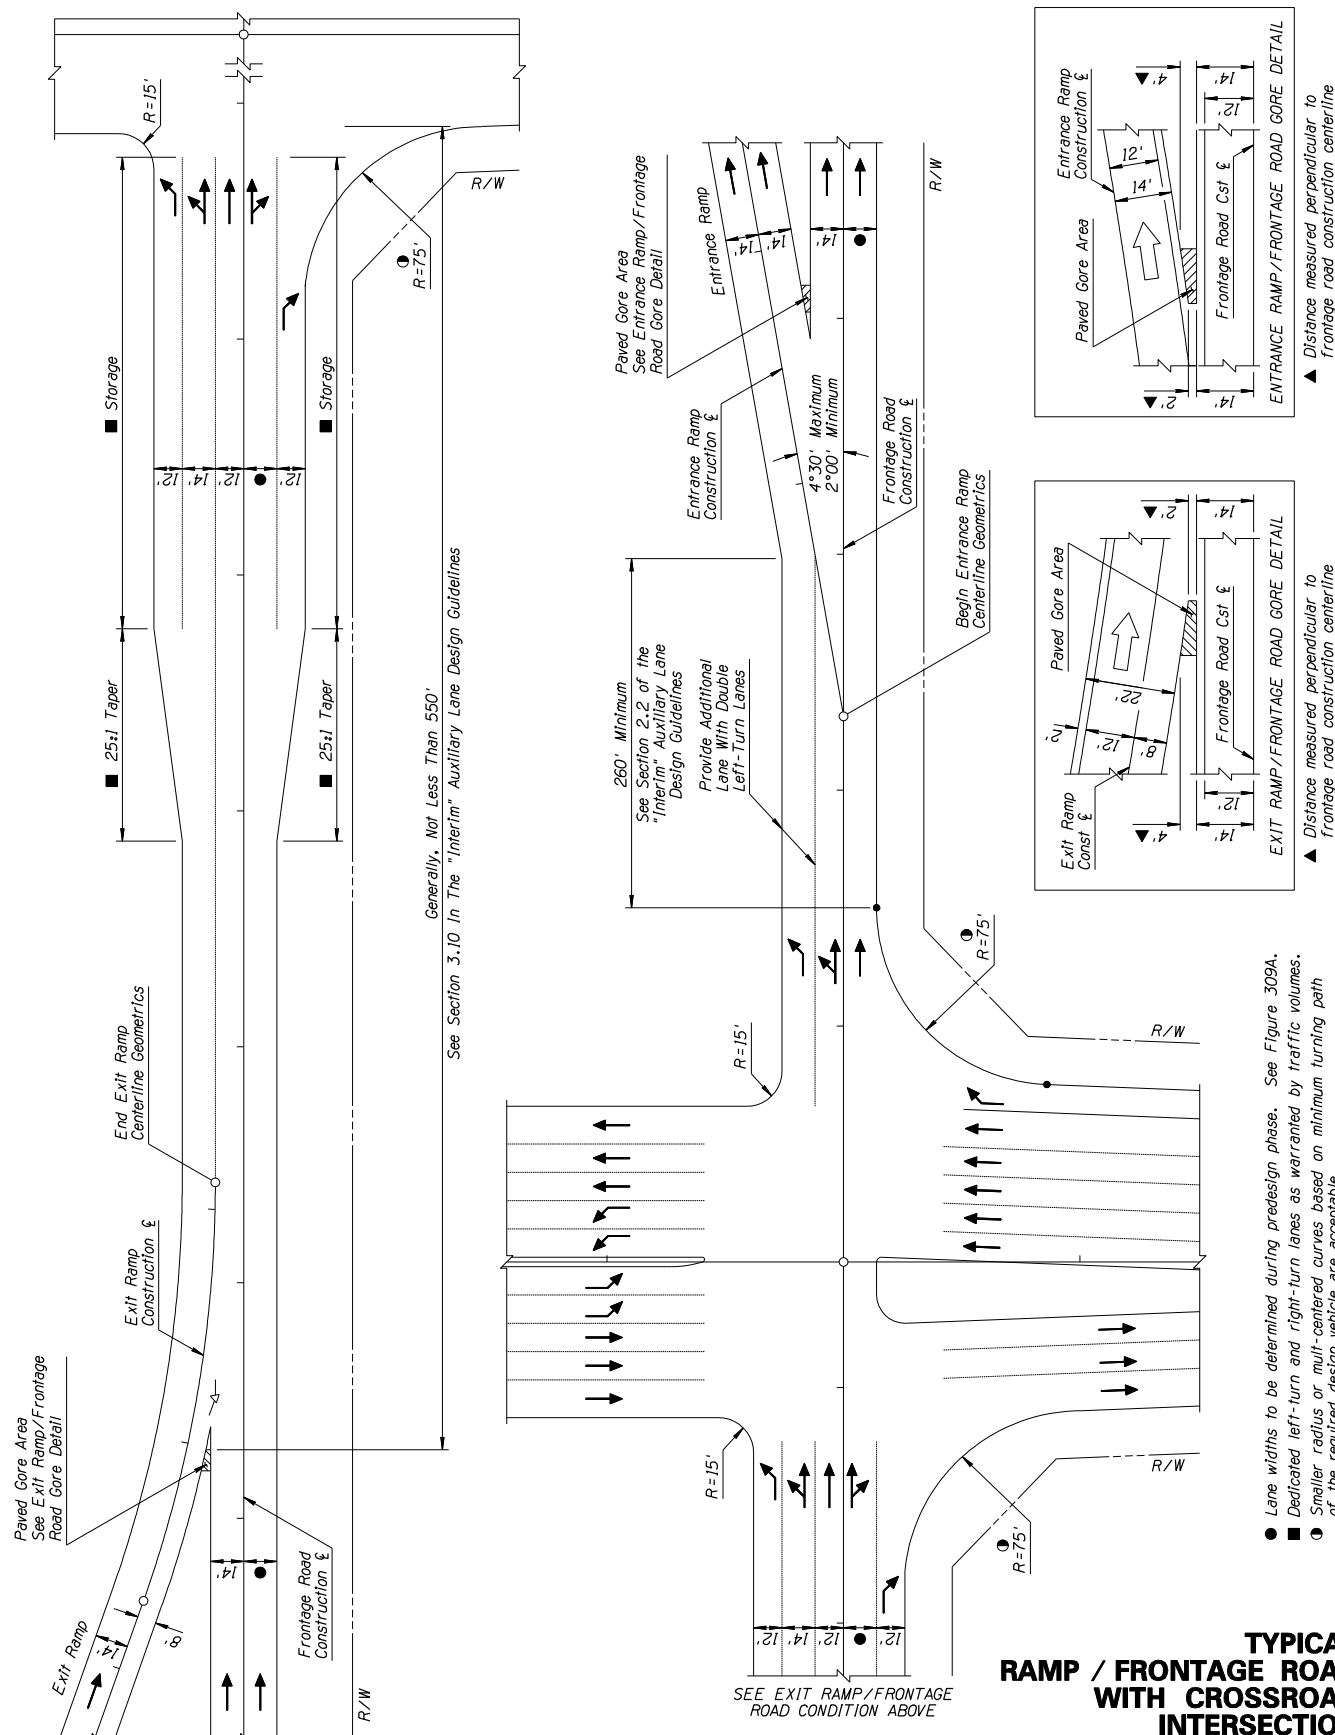 R=15'
R/W
R=75'
■ Storage
■ Storage
12'
14'
12'
●
12'
■ 25:1 Taper
■ 25:1 Taper
Generally, Not Less Than 550'
See Section 3.10 In The "Interim" Auxiliary Lane Design Guidelines
End Exit Ramp
Centerline Geometrics
Exit Ramp
Construction ℄
Paved Gore Area
See Exit Ramp/Frontage
Road Gore Detail
14'
●
Frontage Road
Construction ℄
Exit Ramp
14'
8'
R/W
Paved Gore Area
See Entrance Ramp/Frontage
Road Gore Detail
Entrance Ramp
14'
14'
14'
●
R/W
Entrance Ramp
Construction ℄
4°30' Maximum
2°00' Minimum
Frontage Road
Construction ℄
Begin Entrance Ramp
Centerline Geometrics
260' Minimum
See Section 2.2 of the
"Interim" Auxiliary Lane
Design Guidelines
Provide Additional
Lane With Double
Left-Turn Lanes
R=75'
R=15'
R/W
R=15'
R/W
R=75'
12'
14'
12'
●
12'
SEE EXIT RAMP/FRONTAGE
ROAD CONDITION ABOVE
Entrance Ramp
Construction ℄
12'
14'
Paved Gore Area
4' ▲
14'
12'
Frontage Road Cst ℄
2' ▲
14'
ENTRANCE RAMP/FRONTAGE ROAD GORE DETAIL
▲ Distance measured perpendicular to
frontage road construction centerline
Paved Gore Area
2' ▲
14'
22'
2'
12'
8'
Frontage Road Cst ℄
Exit Ramp
Const ℄
4' ▲
14'
12'
EXIT RAMP/FRONTAGE ROAD GORE DETAIL
▲ Distance measured perpendicular to
frontage road construction centerline
● Lane widths to be determined during predesign phase. See Figure 309A.
■ Dedicated left-turn and right-turn lanes as warranted by traffic volumes.
◐ Smaller radius or mult-centered curves based on minimum turning path
of the required design vehicle are acceptable
TYPICA
RAMP / FRONTAGE ROA
WITH CROSSROA
INTERSECTIO